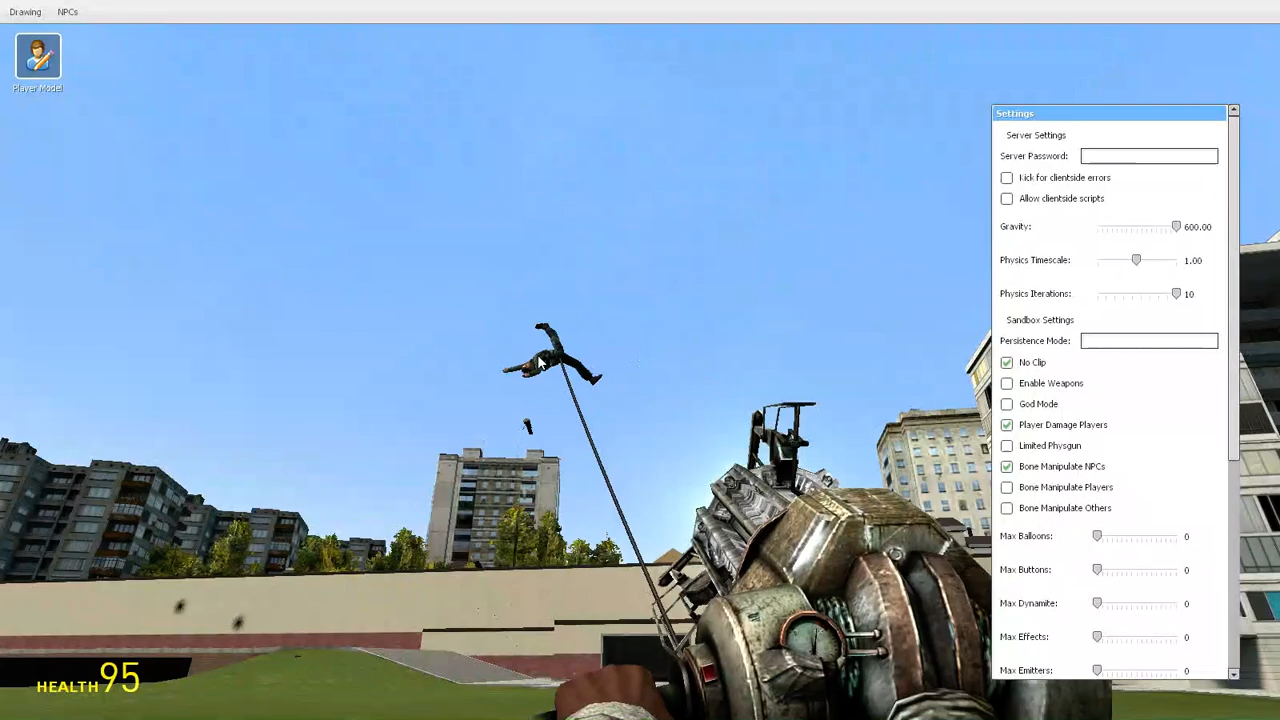 Drawing NPCs
Player Model
Settings
Server Settings
Server Password:
Kick for clientside errors
Allow clientside scripts
Gravity: 600.00
Physics Timescale: 1.00
Physics Iterations: 10
Sandbox Settings
Persistence Mode:
No Clip
Enable Weapons
God Mode
Player Damage Players
Limited Physgun
Bone Manipulate NPCs
Bone Manipulate Players
Bone Manipulate Others
Max Balloons: 0
Max Buttons: 0
Max Dynamite: 0
Max Effects: 0
Max Emitters: 0
HEALTH 95